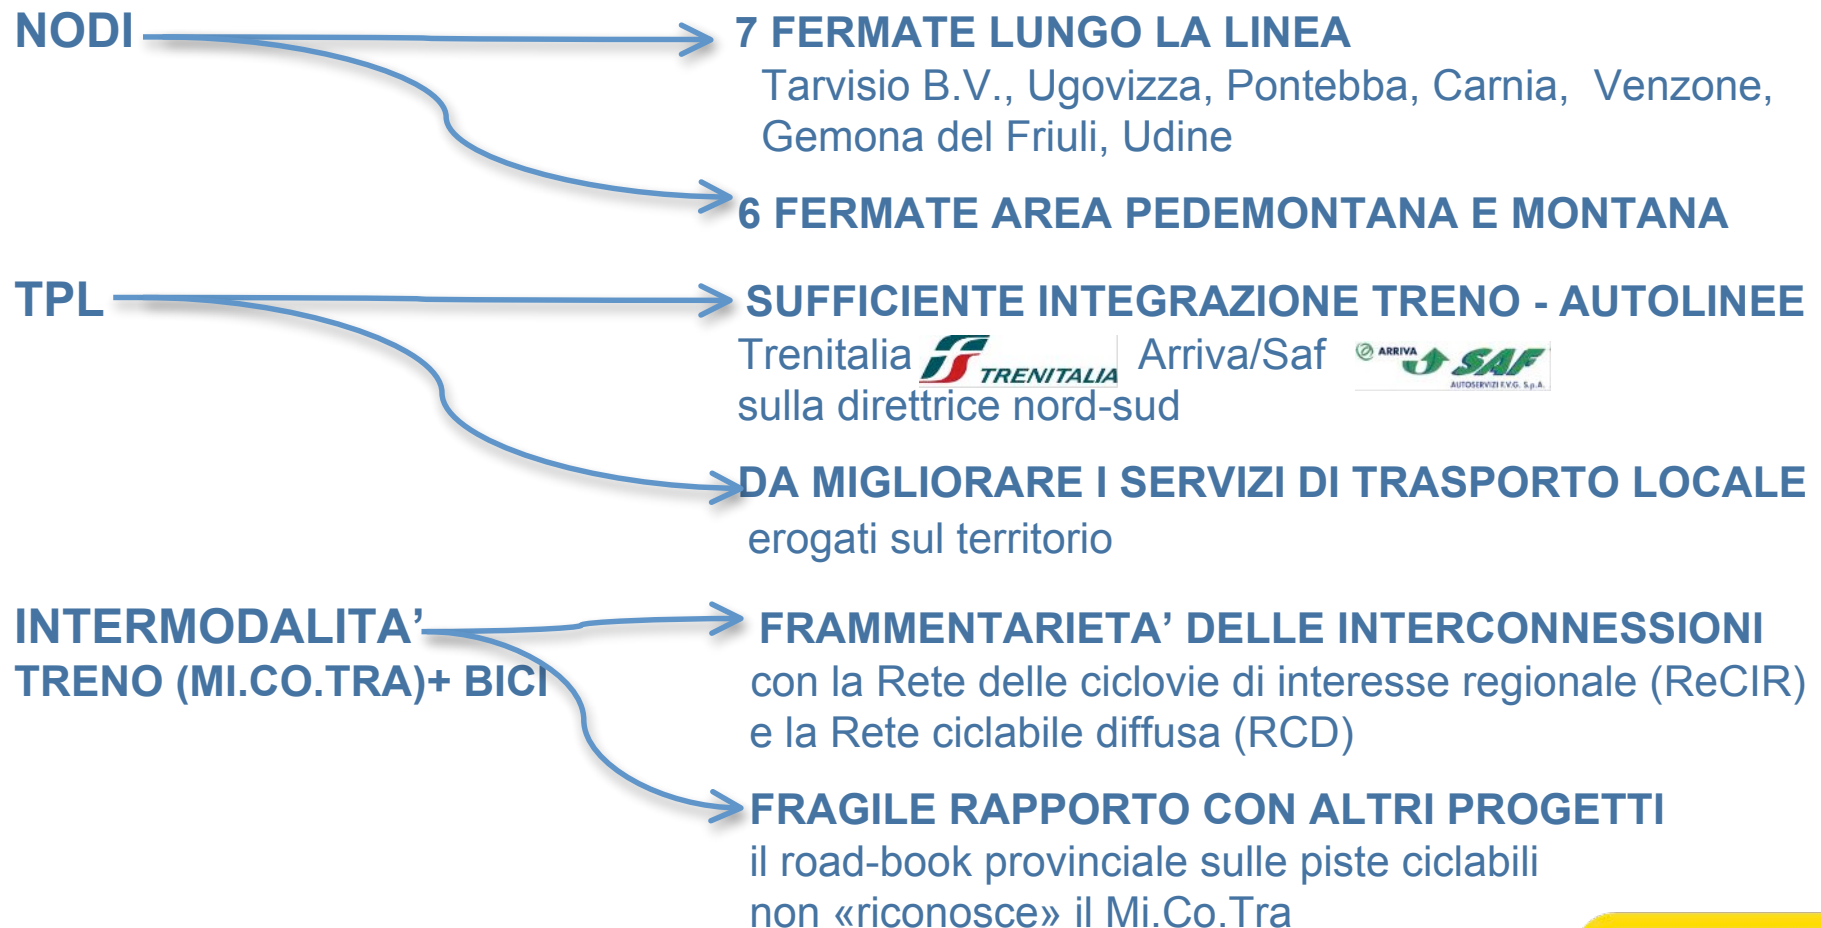 NODI
7 FERMATE LUNGO LA LINEA
Tarvisio B.V., Ugovizza, Pontebba, Carnia, Venzone,
Gemona del Friuli, Udine
6 FERMATE AREA PEDEMONTANA E MONTANA
TPL
SUFFICIENTE INTEGRAZIONE TRENO - AUTOLINEE
Trenitalia TRENITALIA Arriva/Saf ARRIVA SAF
AUTOSERVIZI F.V.G. S.p.A.
sulla direttrice nord-sud
DA MIGLIORARE I SERVIZI DI TRASPORTO LOCALE
erogati sul territorio
INTERMODALITA’
TRENO (MI.CO.TRA)+ BICI
FRAMMENTARIETA’ DELLE INTERCONNESSIONI
con la Rete delle ciclovie di interesse regionale (ReCIR)
e la Rete ciclabile diffusa (RCD)
FRAGILE RAPPORTO CON ALTRI PROGETTI
il road-book provinciale sulle piste ciclabili
non «riconosce» il Mi.Co.Tra